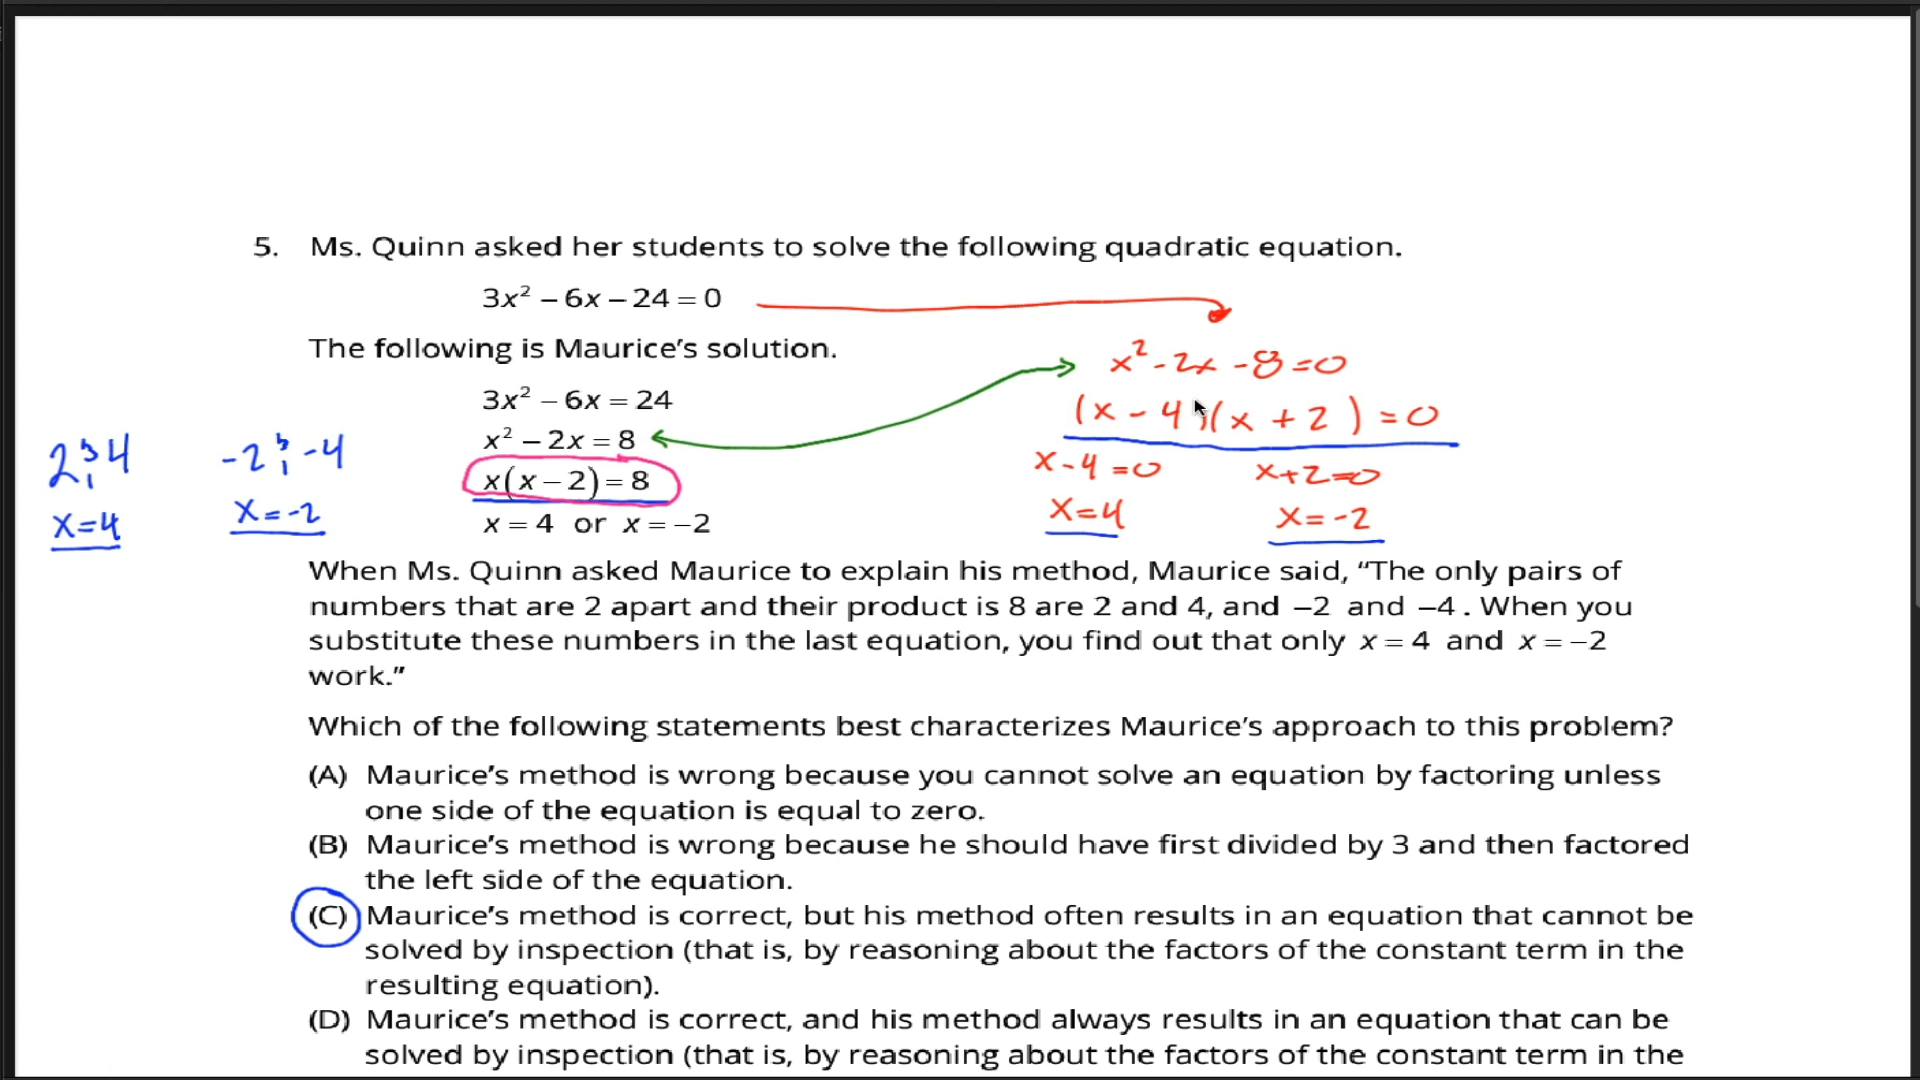 5. Ms. Quinn asked her students to solve the following quadratic equation.
3x² – 6x – 24 = 0
The following is Maurice’s solution.
3x² – 6x = 24
x² – 2x = 8
x(x – 2) = 8
x = 4 or x = –2
x² - 2x - 8 = 0
(x - 4)(x + 2) = 0
x - 4 = 0 x + 2 = 0
x = 4 x = -2
2 ; 4 -2 ; -4
x = 4 x = -2
When Ms. Quinn asked Maurice to explain his method, Maurice said, “The only pairs of
numbers that are 2 apart and their product is 8 are 2 and 4, and –2 and –4 . When you
substitute these numbers in the last equation, you find out that only x = 4 and x = –2
work.”
Which of the following statements best characterizes Maurice’s approach to this problem?
(A) Maurice’s method is wrong because you cannot solve an equation by factoring unless
one side of the equation is equal to zero.
(B) Maurice’s method is wrong because he should have first divided by 3 and then factored
the left side of the equation.
(C) Maurice’s method is correct, but his method often results in an equation that cannot be
solved by inspection (that is, by reasoning about the factors of the constant term in the
resulting equation).
(D) Maurice’s method is correct, and his method always results in an equation that can be
solved by inspection (that is, by reasoning about the factors of the constant term in the